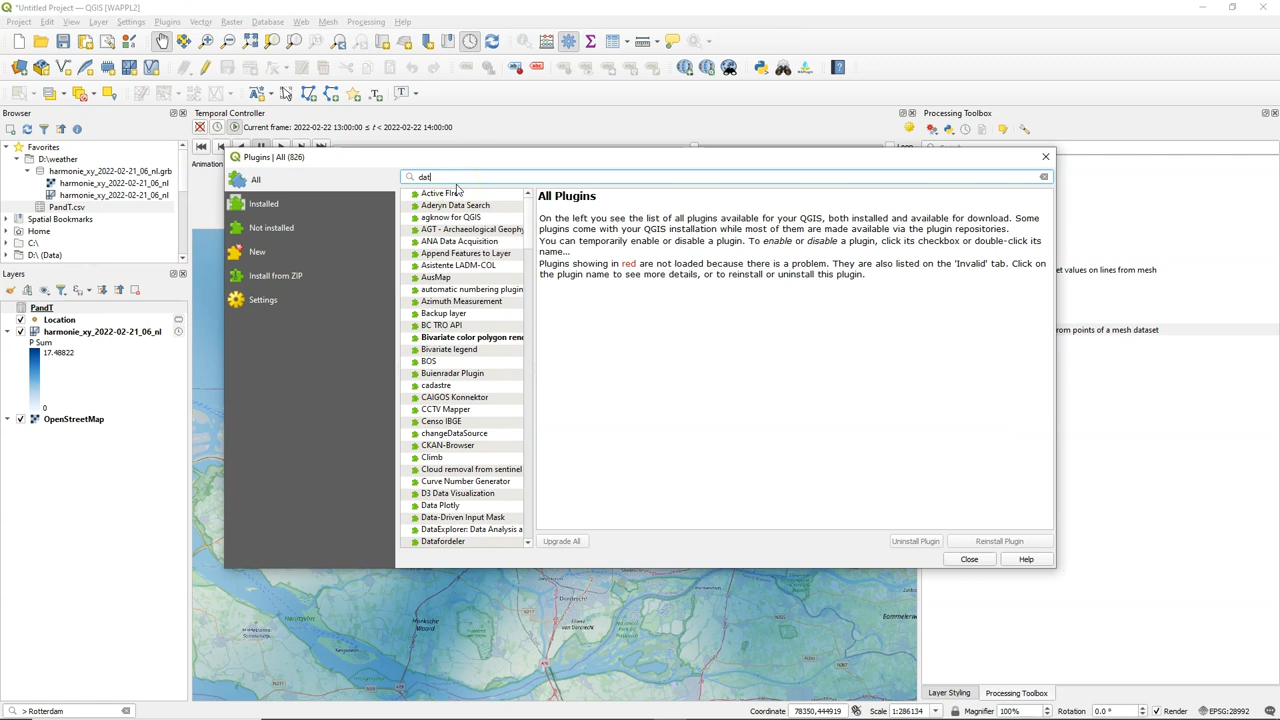 *Untitled Project — QGIS [WAPPL2]
Project Edit View Layer Settings Plugins Vector Raster Database Web Mesh Processing Help
Browser
Favorites
D:\weather
harmonie_xy_2022-02-21_06_nl.grb
harmonie_xy_2022-02-21_06_nl
harmonie_xy_2022-02-21_06_nl
PandT.csv
Spatial Bookmarks
Home
C:\
D:\ (Data)
Layers
PandT
Location
harmonie_xy_2022-02-21_06_nl
P Sum
17.48822
0
OpenStreetMap
Temporal Controller
Current frame: 2022-02-22 13:00:00 ≤ t < 2022-02-22 14:00:00
Animation
Plugins | All (826)
All
Installed
Not installed
New
Install from ZIP
Settings
dat
Active Fire
Aderyn Data Search
agknow for QGIS
AGT - Archaeological Geophy
ANA Data Acquisition
Append Features to Layer
Asistente LADM-COL
AusMap
automatic numbering plugin
Azimuth Measurement
Backup layer
BC TRO API
Bivariate color polygon ren
Bivariate legend
BOS
Buienradar Plugin
cadastre
CAIGOS Konnektor
CCTV Mapper
Censo IBGE
changeDataSource
CKAN-Browser
Climb
Cloud removal from sentinel
Curve Number Generator
D3 Data Visualization
Data Plotly
Data-Driven Input Mask
DataExplorer: Data Analysis a
Datafordeler
All Plugins
On the left you see the list of all plugins available for your QGIS, both installed and available for download. Some
plugins come with your QGIS installation while most of them are made available via the plugin repositories.
You can temporarily enable or disable a plugin. To enable or disable a plugin, click its checkbox or double-click its
name...
Plugins showing in red are not loaded because there is a problem. They are also listed on the 'Invalid' tab. Click on
the plugin name to see more details, or to reinstall or uninstall this plugin.
Upgrade All
Uninstall Plugin
Reinstall Plugin
Close
Help
Processing Toolbox
et values on lines from mesh
rom points of a mesh dataset
Dordrecht
Layer Styling
Processing Toolbox
> Rotterdam
Coordinate 78350,444919
Scale 1:286134
Magnifier 100%
Rotation 0.0 °
Render
EPSG:28992